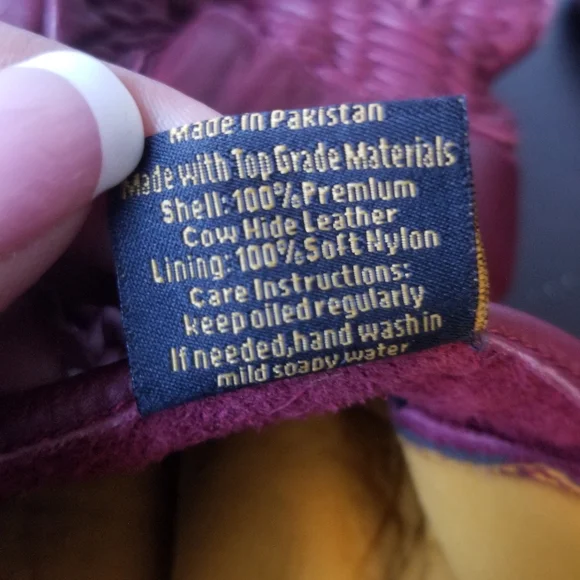 Made in Pakistan
Made with Top Grade Materials
Shell: 100% Premium
Cow Hide Leather
Lining: 100% Soft Nylon
Care Instructions:
keep oiled regularly
If needed, hand wash in
mild soapy water